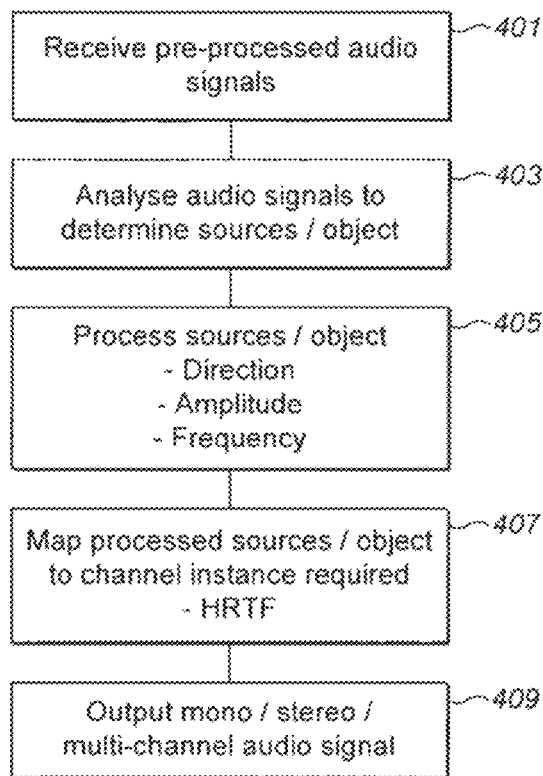 401
Receive pre-processed audio
signals
403
Analyse audio signals to
determine sources / object
405
Process sources / object
- Direction
- Amplitude
- Frequency
407
Map processed sources / object
to channel instance required
- HRTF
409
Output mono / stereo /
multi-channel audio signal